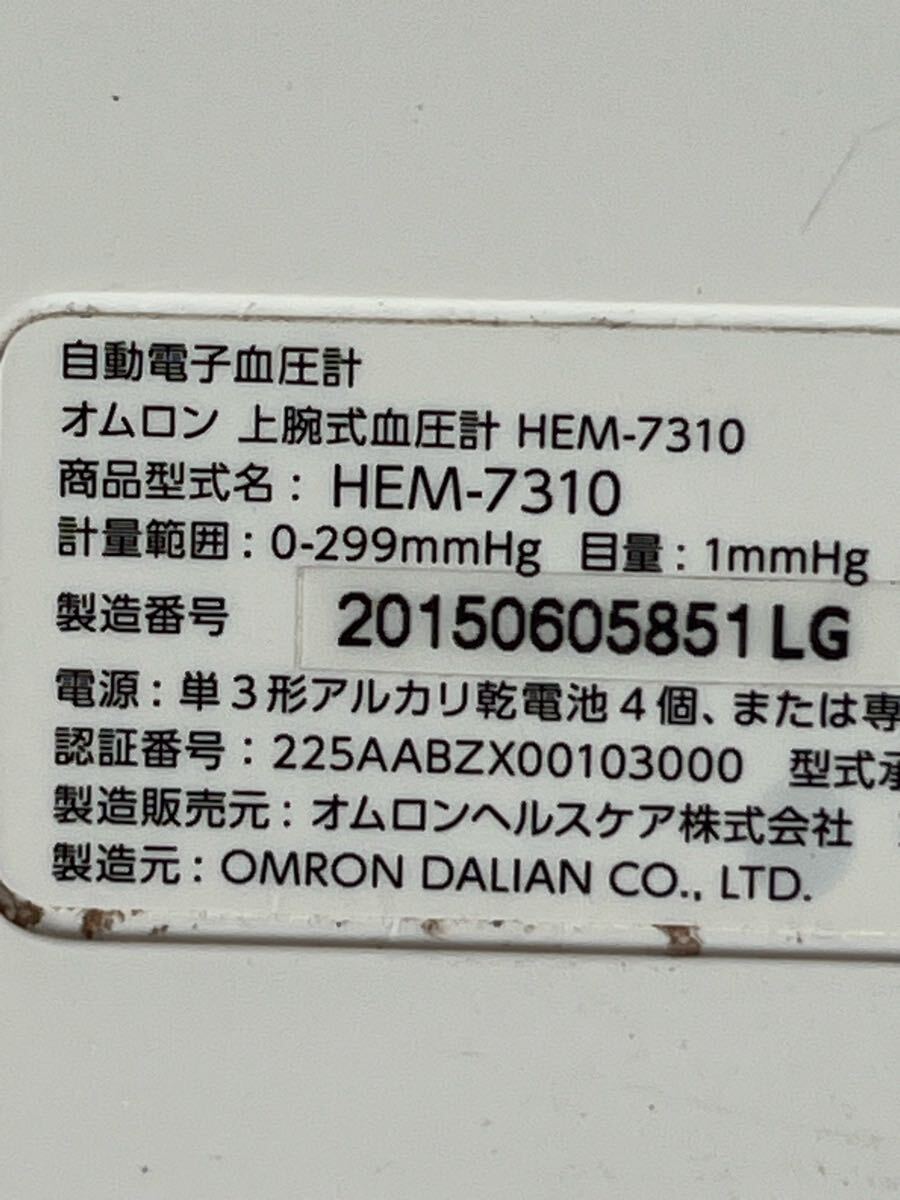 自動電子血圧計
オムロン 上腕式血圧計 HEM-7310
商品型式名: HEM-7310
計量範囲: 0-299mmHg 目量: 1mmHg
製造番号 20150605851LG
電源: 単3形アルカリ乾電池4個、または専
認証番号: 225AABZX00103000 型式承
製造販売元: オムロンヘルスケア株式会社
製造元: OMRON DALIAN CO., LTD.